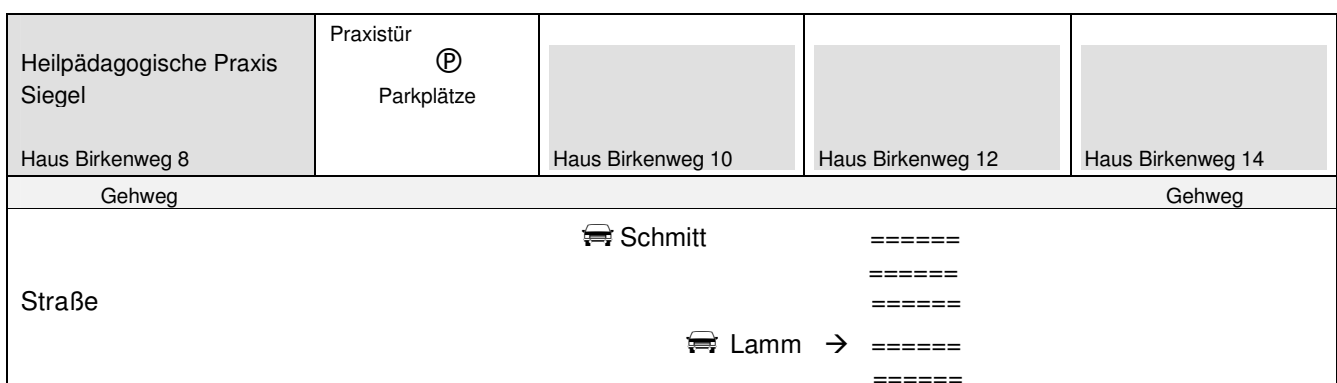 Praxistür
Heilpädagogische Praxis Siegel
Ⓟ
Parkplätze
Haus Birkenweg 8
Haus Birkenweg 10
Haus Birkenweg 12
Haus Birkenweg 14
Gehweg
Gehweg
Schmitt
======
======
Straße
======
Lamm → ======
======